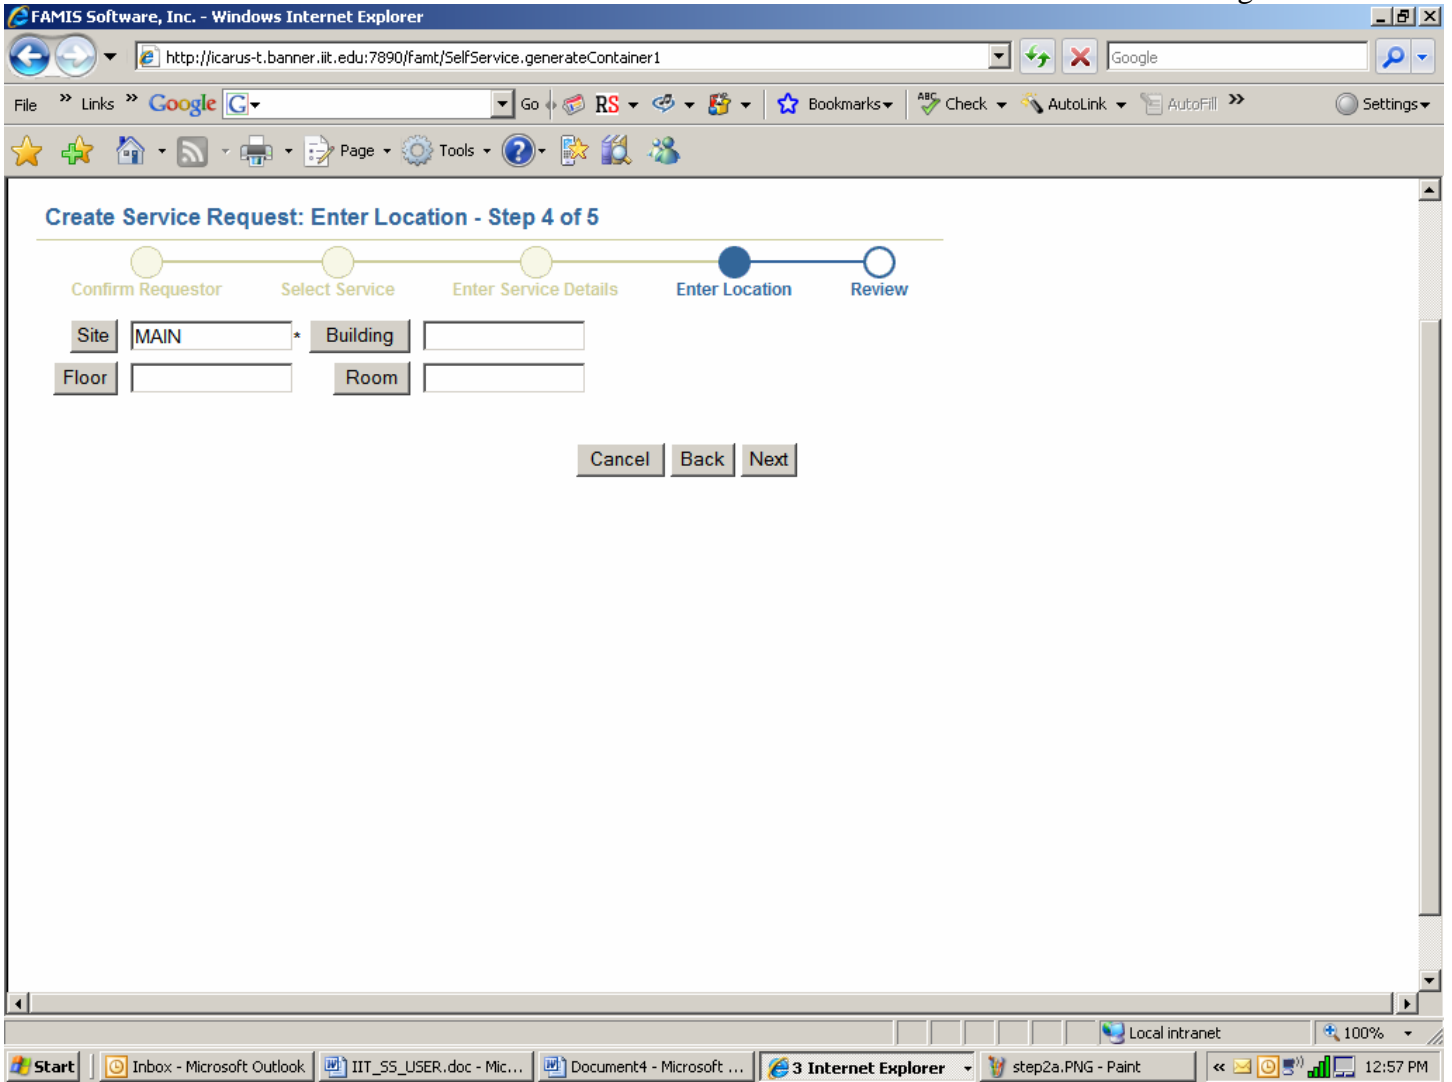 FAMIS Software, Inc. - Windows Internet Explorer
http://icarus-t.banner.iit.edu:7890/famt/SelfService.generateContainer1
Google
File » Links » Google G Go RS Bookmarks ABC Check AutoLink AutoFill » Settings
Page Tools
Create Service Request: Enter Location - Step 4 of 5
Confirm Requestor Select Service Enter Service Details Enter Location Review
Site MAIN * Building
Floor Room
Cancel Back Next
Local intranet 100%
Start Inbox - Microsoft Outlook IIT_SS_USER.doc - Mic... Document4 - Microsoft ... 3 Internet Explorer step2a.PNG - Paint « 12:57 PM